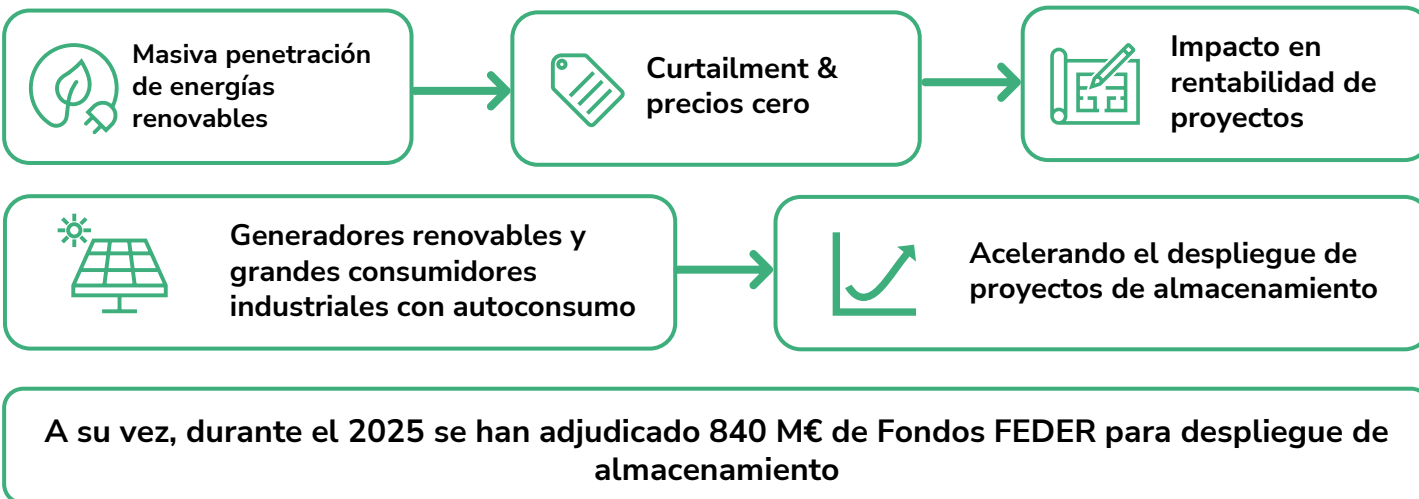 Masiva penetración
de energías
renovables
Curtailment &
precios cero
Impacto en
rentabilidad de
proyectos
Generadores renovables y
grandes consumidores
industriales con autoconsumo
Acelerando el despliegue de
proyectos de almacenamiento
A su vez, durante el 2025 se han adjudicado 840 M€ de Fondos FEDER para despliegue de
almacenamiento